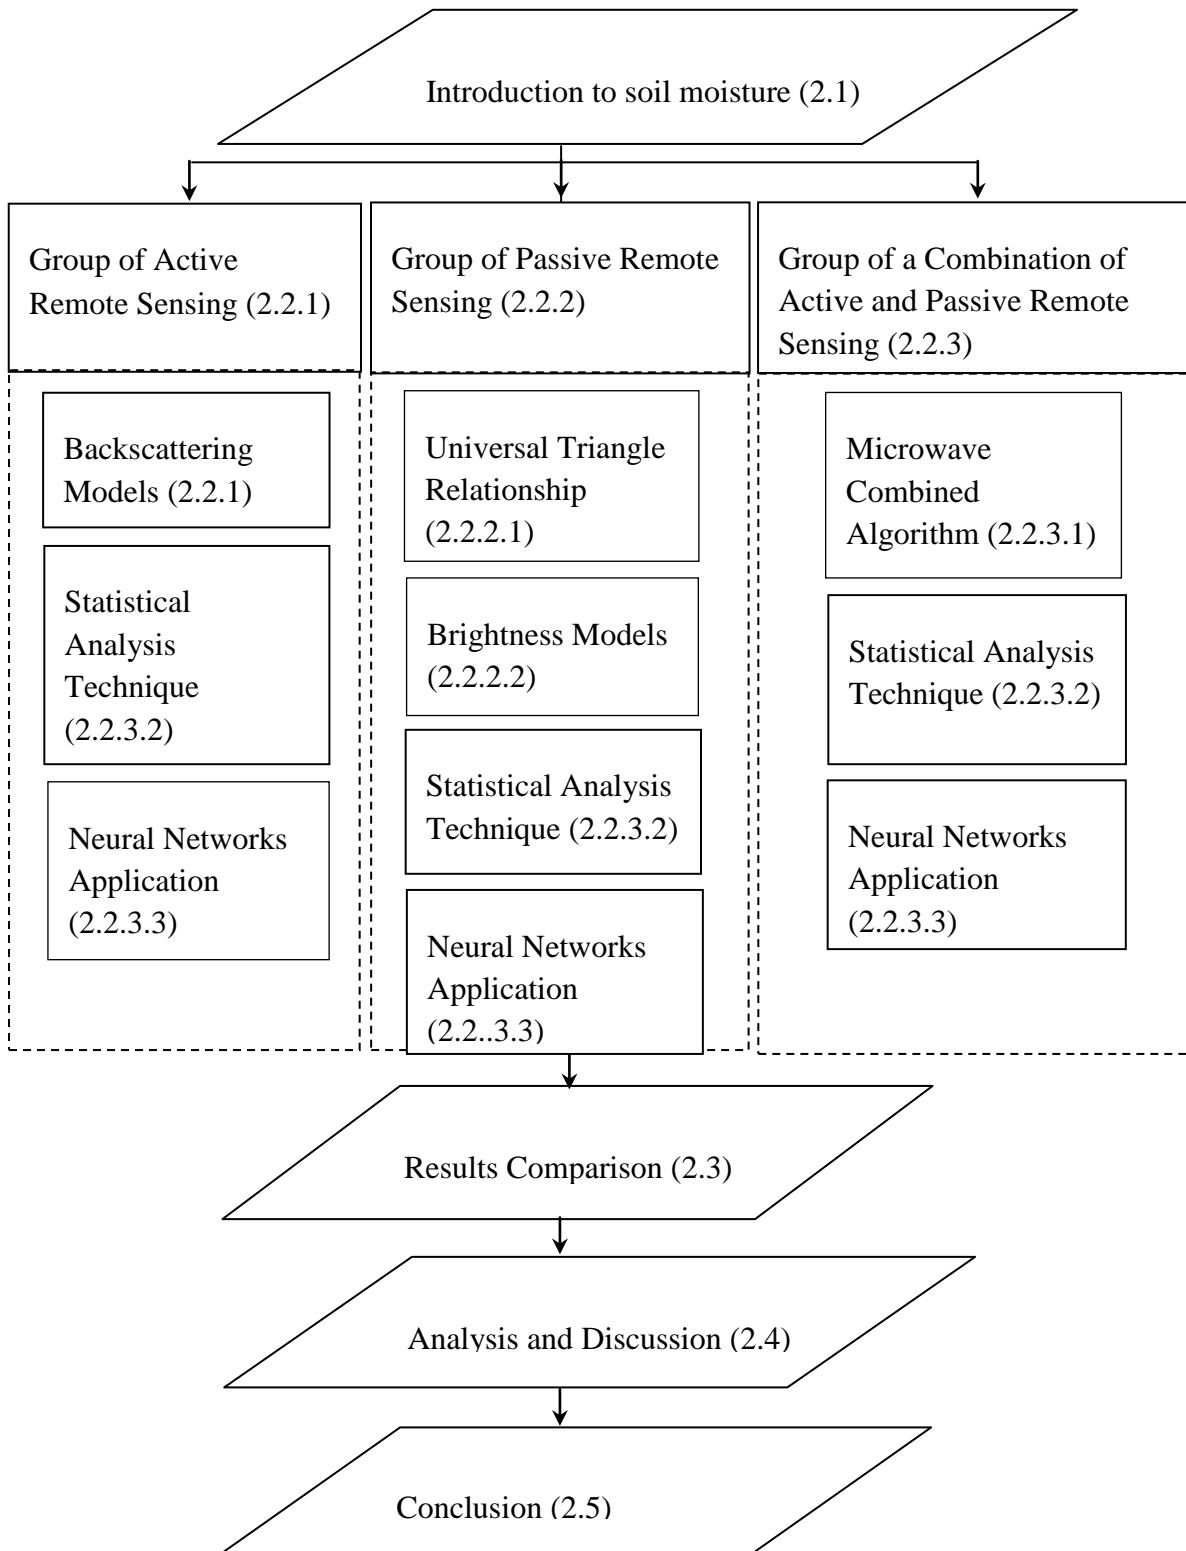 Introduction to soil moisture (2.1)
Group of Active
Remote Sensing (2.2.1)
Group of Passive Remote
Sensing (2.2.2)
Group of a Combination of
Active and Passive Remote
Sensing (2.2.3)
Backscattering
Models (2.2.1)
Statistical
Analysis
Technique
(2.2.3.2)
Neural Networks
Application
(2.2.3.3)
Universal Triangle
Relationship
(2.2.2.1)
Brightness Models
(2.2.2.2)
Statistical Analysis
Technique (2.2.3.2)
Neural Networks
Application
(2.2..3.3)
Microwave
Combined
Algorithm (2.2.3.1)
Statistical Analysis
Technique (2.2.3.2)
Neural Networks
Application
(2.2.3.3)
Results Comparison (2.3)
Analysis and Discussion (2.4)
Conclusion (2.5)